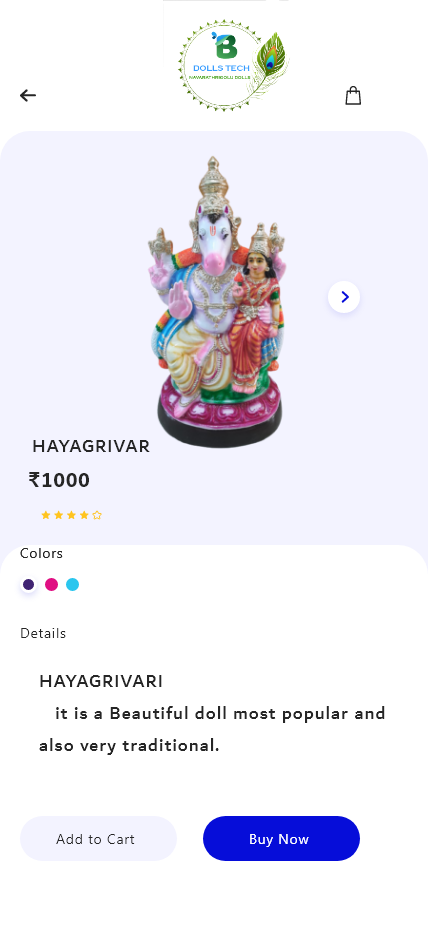 B
DOLLS TECH
NAVARATHIRIGOLU DOLLS
HAYAGRIVAR
₹1000
Colors
Details
HAYAGRIVARI
it is a Beautiful doll most popular and
also very traditional.
Add to Cart
Buy Now